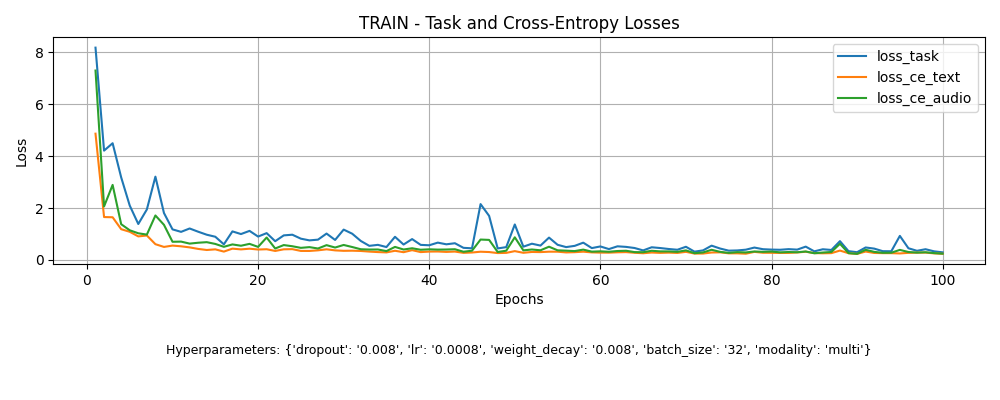 TRAIN - Task and Cross-Entropy Losses
loss_task
loss_ce_text
loss_ce_audio
8
6
4
2
0
Loss
0 20 40 60 80 100
Epochs
Hyperparameters: {'dropout': '0.008', 'lr': '0.0008', 'weight_decay': '0.008', 'batch_size': '32', 'modality': 'multi'}